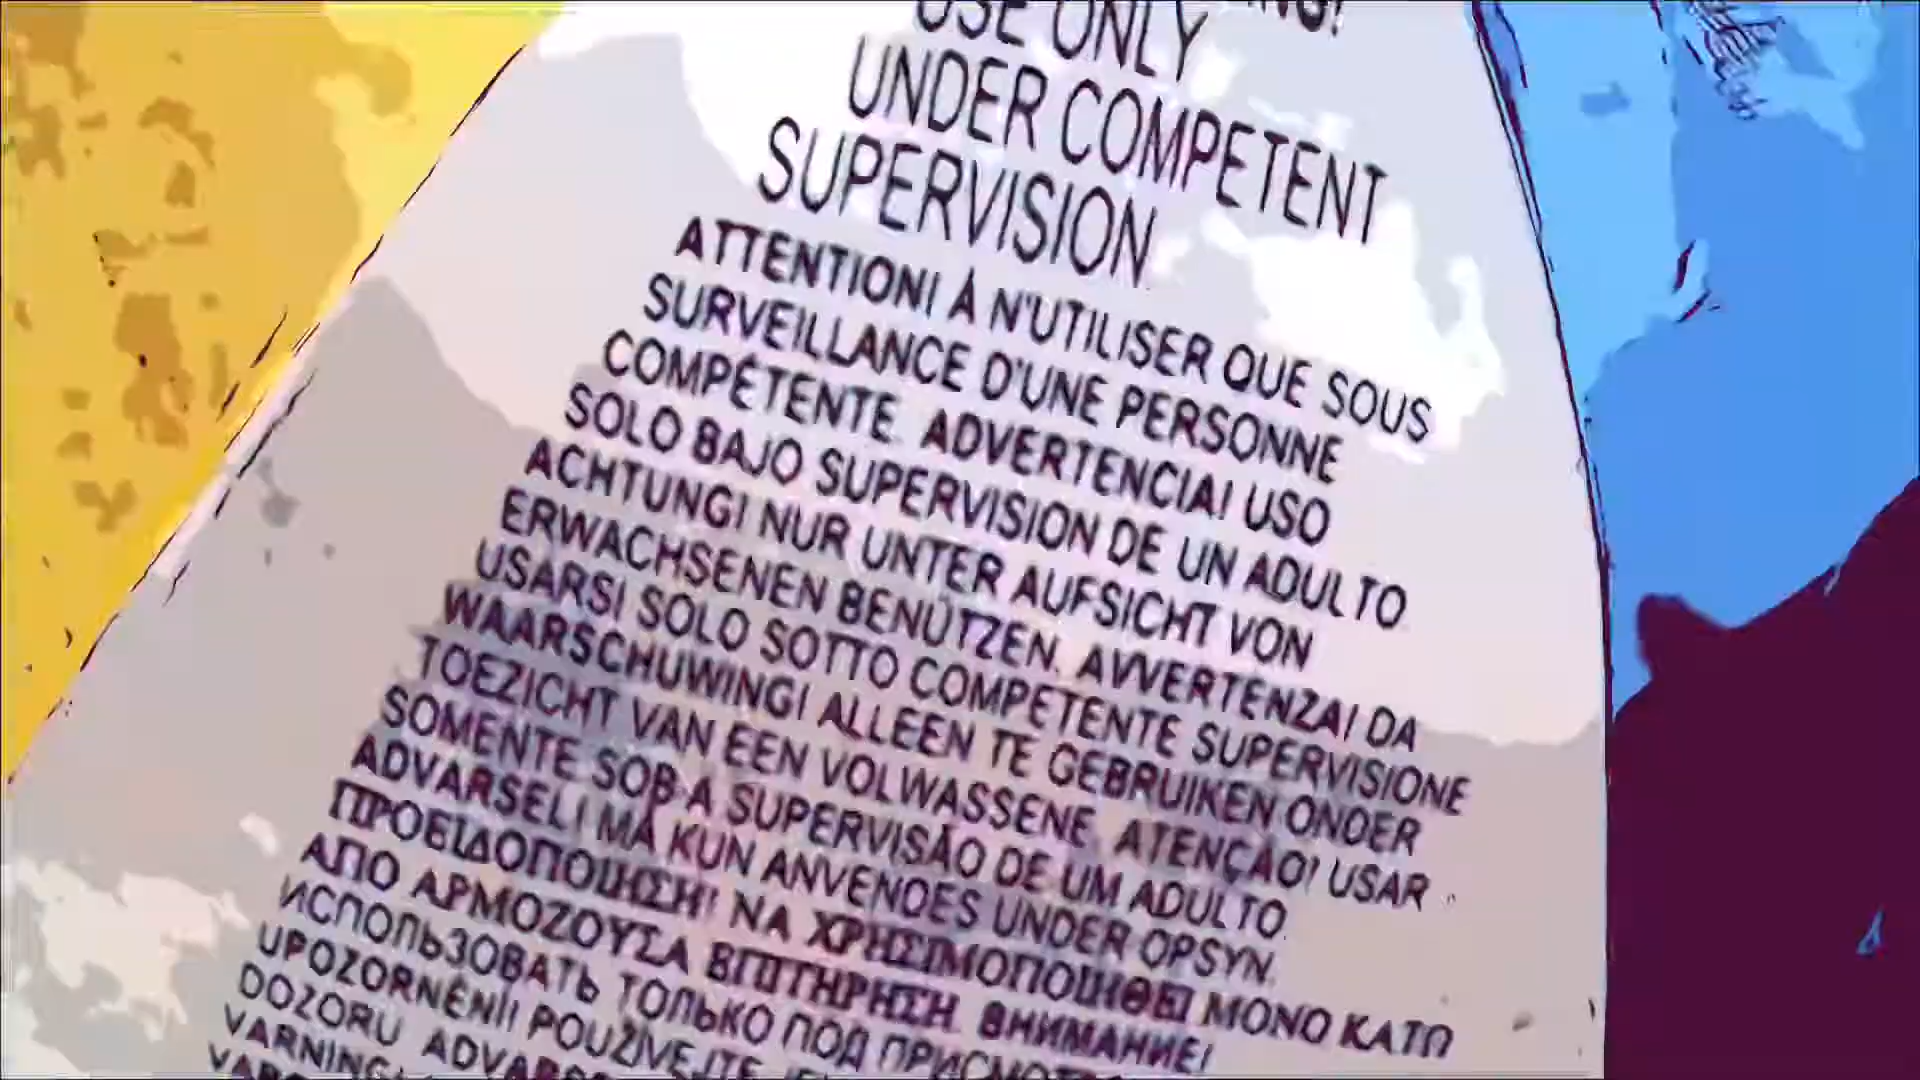 USE ONLY
UNDER COMPETENT
SUPERVISION
ATTENTION! À N'UTILISER QUE SOUS
SURVEILLANCE D'UNE PERSONNE
COMPÉTENTE. ADVERTENCIA! USO
SOLO BAJO SUPERVISION DE UN ADULTO
ACHTUNG! NUR UNTER AUFSICHT VON
ERWACHSENEN BENÜTZEN. AVVERTENZA! DA
USARSI SOLO SOTTO COMPETENTE SUPERVISIONE
WAARSCHUWING! ALLEEN TE GEBRUIKEN ONDER
TOEZICHT VAN EEN VOLWASSENE. ATENÇÃO! USAR
SOMENTE SOB A SUPERVISÃO DE UM ADULTO
ADVARSEL! MÅ KUN ANVENDES UNDER OPSYN.
ΠΡΟΕΙΔΟΠΟΙΗΣΗ! ΝΑ ΧΡΗΣΙΜΟΠΟΙΗΘΕΙ ΜΟΝΟ ΚΑΤΩ
ΑΠΟ ΑΡΜΟΖΟΥΣΑ ΕΠΙΤΗΡΗΣΗ. ВНИМАНИЕ!
ИСПОЛЬЗОВАТЬ ТОЛЬКО ПОД
UPOZORNĚNÍ! POUŽÍVEJTE
DOZORU
VARNING!